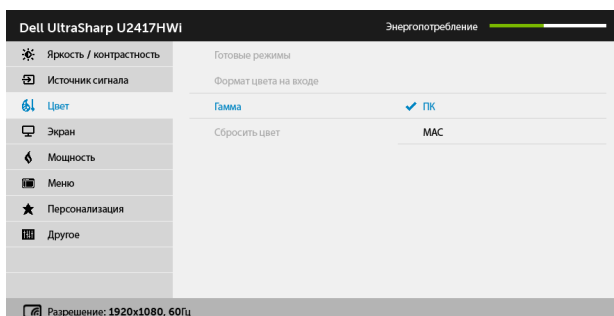 Dell UltraSharp U2417HWi
Энергопотребление
Яркость / контрастность
Готовые режимы
Источник сигнала
Формат цвета на входе
Цвет
Гамма
ПК
Экран
Сбросить цвет
MAC
Мощность
Меню
Персонализация
Другое
Разрешение: 1920x1080, 60Гц